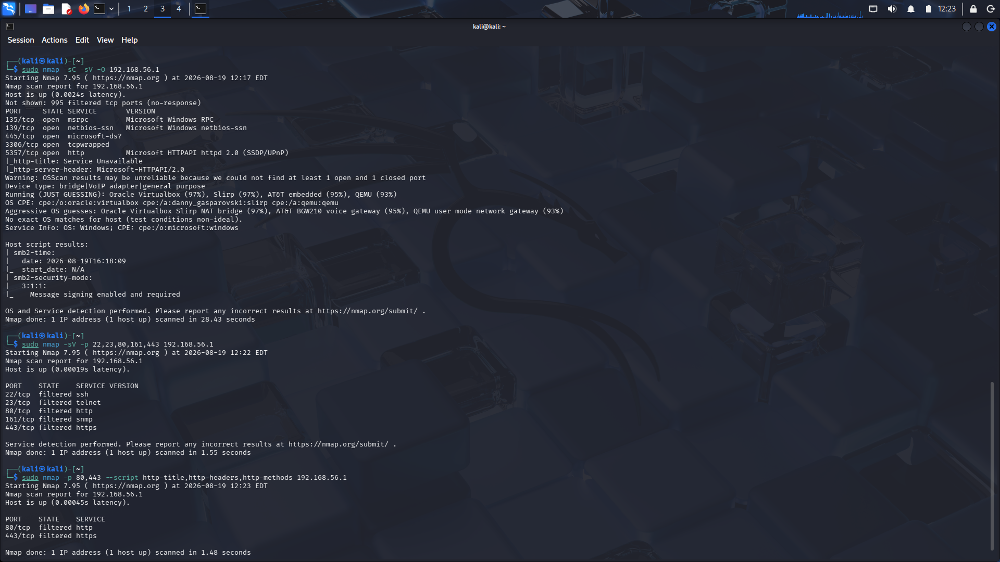 1 2 3 4 12:23
kali@kali: ~
Session Actions Edit View Help
┌──(kali㉿kali)-[~]
└─$ sudo nmap -sC -sV -O 192.168.56.1
Starting Nmap 7.95 ( https://nmap.org ) at 2026-08-19 12:17 EDT
Nmap scan report for 192.168.56.1
Host is up (0.0024s latency).
Not shown: 995 filtered tcp ports (no-response)
PORT     STATE SERVICE       VERSION
135/tcp  open  msrpc         Microsoft Windows RPC
139/tcp  open  netbios-ssn   Microsoft Windows netbios-ssn
445/tcp  open  microsoft-ds?
3306/tcp open  tcpwrapped
5357/tcp open  http          Microsoft HTTPAPI httpd 2.0 (SSDP/UPnP)
|_http-title: Service Unavailable
|_http-server-header: Microsoft-HTTPAPI/2.0
Warning: OSScan results may be unreliable because we could not find at least 1 open and 1 closed port
Device type: bridge|VoIP adapter|general purpose
Running (JUST GUESSING): Oracle Virtualbox (97%), Slirp (97%), AT&T embedded (95%), QEMU (93%)
OS CPE: cpe:/o:oracle:virtualbox cpe:/a:danny_gasparovski:slirp cpe:/a:qemu:qemu
Aggressive OS guesses: Oracle Virtualbox Slirp NAT bridge (97%), AT&T BGW210 voice gateway (95%), QEMU user mode network gateway (93%)
No exact OS matches for host (test conditions non-ideal).
Service Info: OS: Windows; CPE: cpe:/o:microsoft:windows
Host script results:
| smb2-time:
|   date: 2026-08-19T16:18:09
|_  start_date: N/A
| smb2-security-mode:
|   3:1:1:
|_    Message signing enabled and required
OS and Service detection performed. Please report any incorrect results at https://nmap.org/submit/ .
Nmap done: 1 IP address (1 host up) scanned in 28.43 seconds
┌──(kali㉿kali)-[~]
└─$ sudo nmap -sV -p 22,23,80,161,443 192.168.56.1
Starting Nmap 7.95 ( https://nmap.org ) at 2026-08-19 12:22 EDT
Nmap scan report for 192.168.56.1
Host is up (0.00019s latency).
PORT    STATE    SERVICE VERSION
22/tcp  filtered ssh
23/tcp  filtered telnet
80/tcp  filtered http
161/tcp filtered snmp
443/tcp filtered https
Service detection performed. Please report any incorrect results at https://nmap.org/submit/ .
Nmap done: 1 IP address (1 host up) scanned in 1.55 seconds
┌──(kali㉿kali)-[~]
└─$ sudo nmap -p 80,443 --script http-title,http-headers,http-methods 192.168.56.1
Starting Nmap 7.95 ( https://nmap.org ) at 2026-08-19 12:23 EDT
Nmap scan report for 192.168.56.1
Host is up (0.00045s latency).
PORT    STATE    SERVICE
80/tcp  filtered http
443/tcp filtered https
Nmap done: 1 IP address (1 host up) scanned in 1.48 seconds